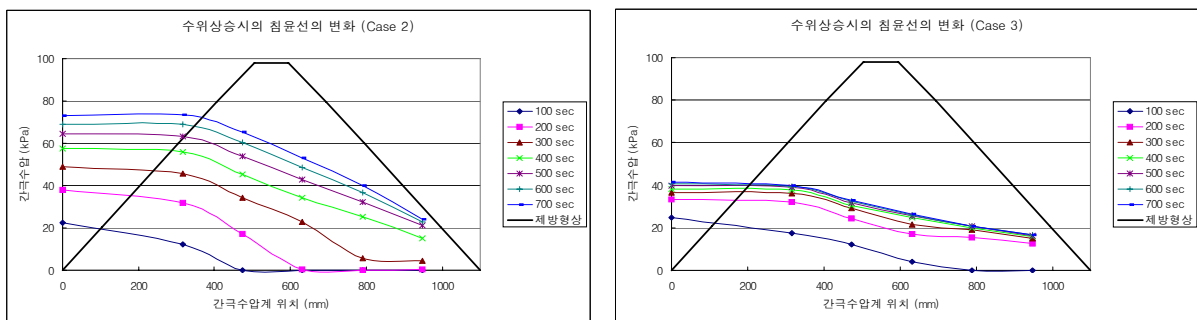 수위상승시의 침윤선의 변화 (Case 2)
100
80
60
40
20
0
간극수압 (kPa)
0 200 400 600 800 1000
간극수압계 위치 (mm)
100 sec
200 sec
300 sec
400 sec
500 sec
600 sec
700 sec
제방형상
수위상승시의 침윤선의 변화 (Case 3)
100
80
60
40
20
0
간극수압 (kPa)
0 200 400 600 800 1000
간극수압계 위치 (mm)
100 sec
200 sec
300 sec
400 sec
500 sec
600 sec
700 sec
제방형상